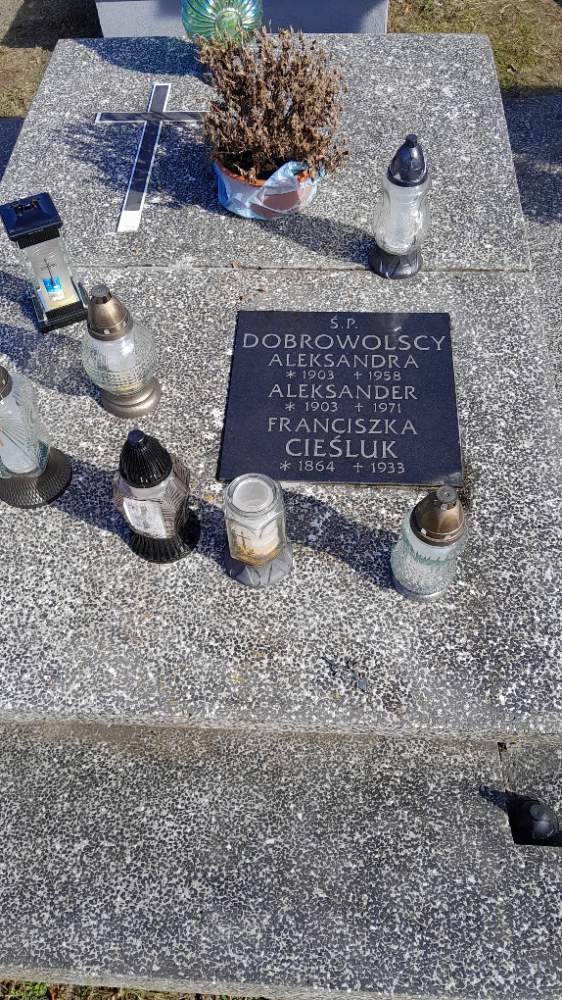 Ś.P.
DOBROWOLSCY
ALEKSANDRA
* 1903 + 1958
ALEKSANDER
* 1903 + 1971
FRANCISZKA
CIEŚLUK
* 1864 + 1933